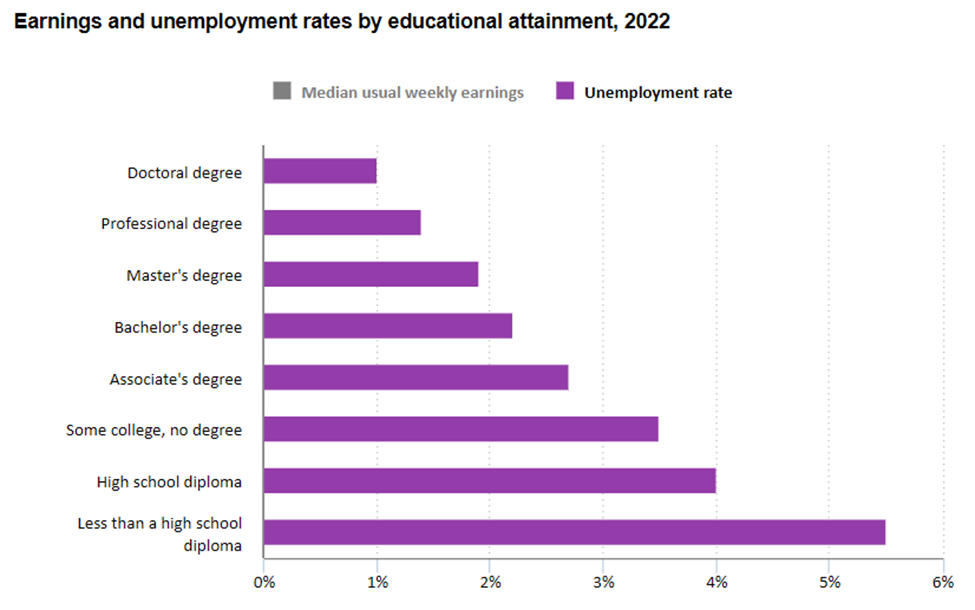 Earnings and unemployment rates by educational attainment, 2022
Median usual weekly earnings
Unemployment rate
Doctoral degree
Professional degree
Master's degree
Bachelor's degree
Associate's degree
Some college, no degree
High school diploma
Less than a high school
diploma
0% 1% 2% 3% 4% 5% 6%